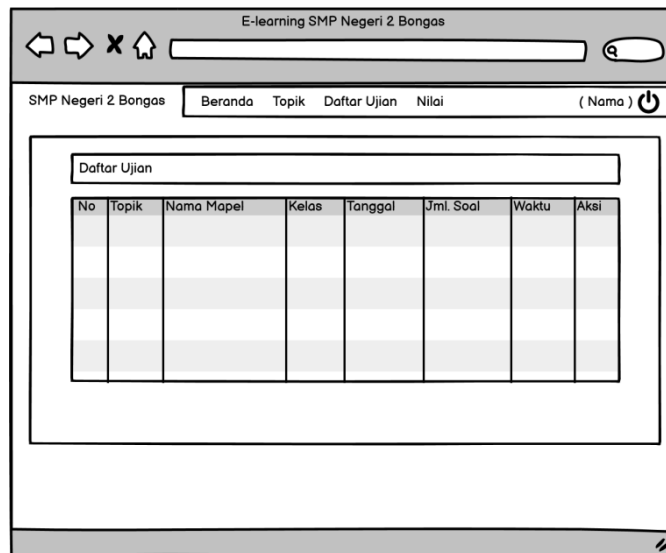 E-learning SMP Negeri 2 Bongas
SMP Negeri 2 Bongas Beranda Topik Daftar Ujian Nilai ( Nama )
Daftar Ujian
No Topik Nama Mapel Kelas Tanggal Jml. Soal Waktu Aksi